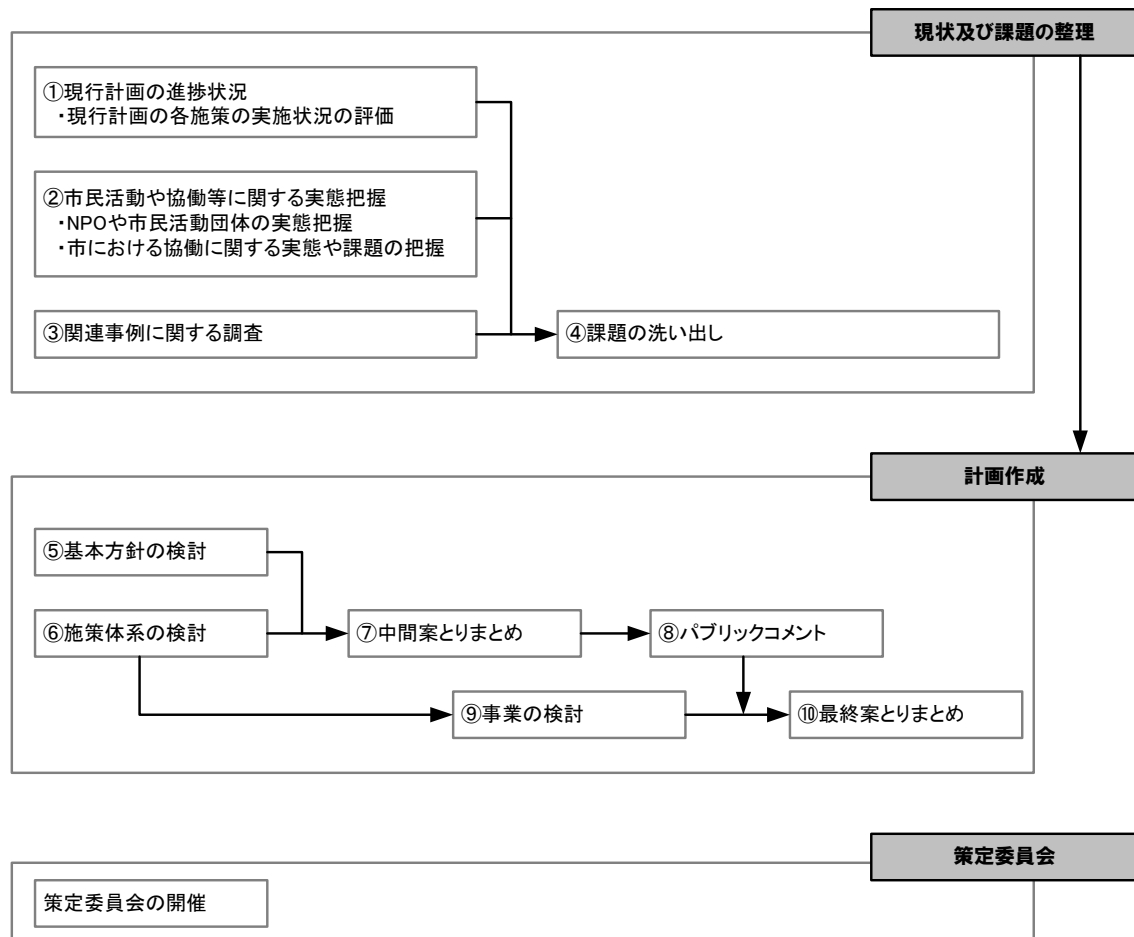 現状及び課題の整理
①現行計画の進捗状況
・現行計画の各施策の実施状況の評価
②市民活動や協働等に関する実態把握
・NPOや市民活動団体の実態把握
・市における協働に関する実態や課題の把握
③関連事例に関する調査
④課題の洗い出し
計画作成
⑤基本方針の検討
⑥施策体系の検討
⑦中間案とりまとめ
⑧パブリックコメント
⑨事業の検討
⑩最終案とりまとめ
策定委員会
策定委員会の開催